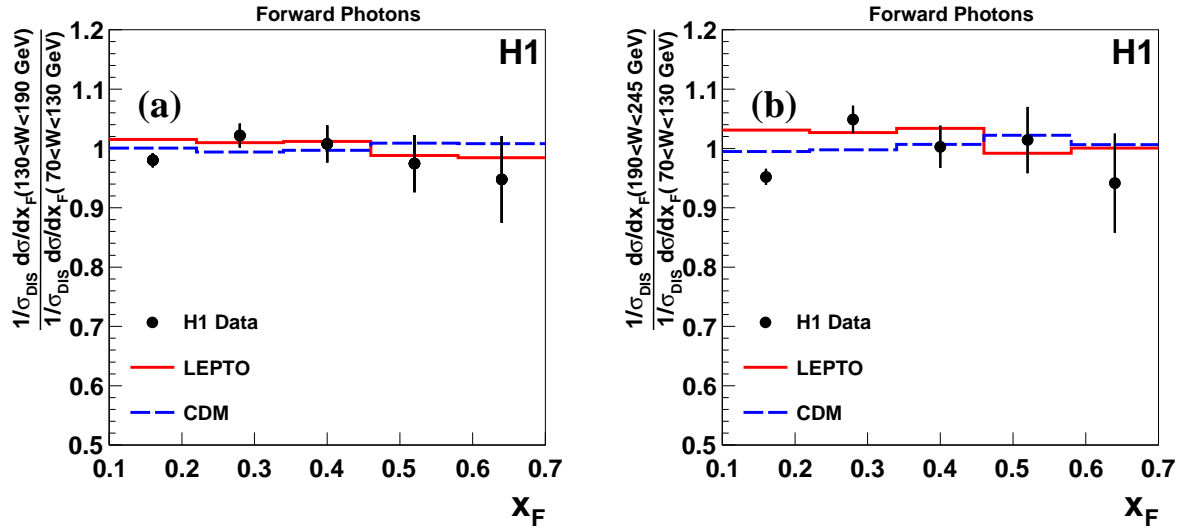 Forward Photons
H1
(a)
1/σDIS dσ/dxF(130<W<190 GeV)
1/σDIS dσ/dxF( 70<W<130 GeV)
1.2
1.1
1
0.9
0.8
0.7
0.6
0.5
H1 Data
LEPTO
CDM
0.1 0.2 0.3 0.4 0.5 0.6 0.7
xF
Forward Photons
H1
(b)
1/σDIS dσ/dxF(190<W<245 GeV)
1/σDIS dσ/dxF( 70<W<130 GeV)
1.2
1.1
1
0.9
0.8
0.7
0.6
0.5
H1 Data
LEPTO
CDM
0.1 0.2 0.3 0.4 0.5 0.6 0.7
xF